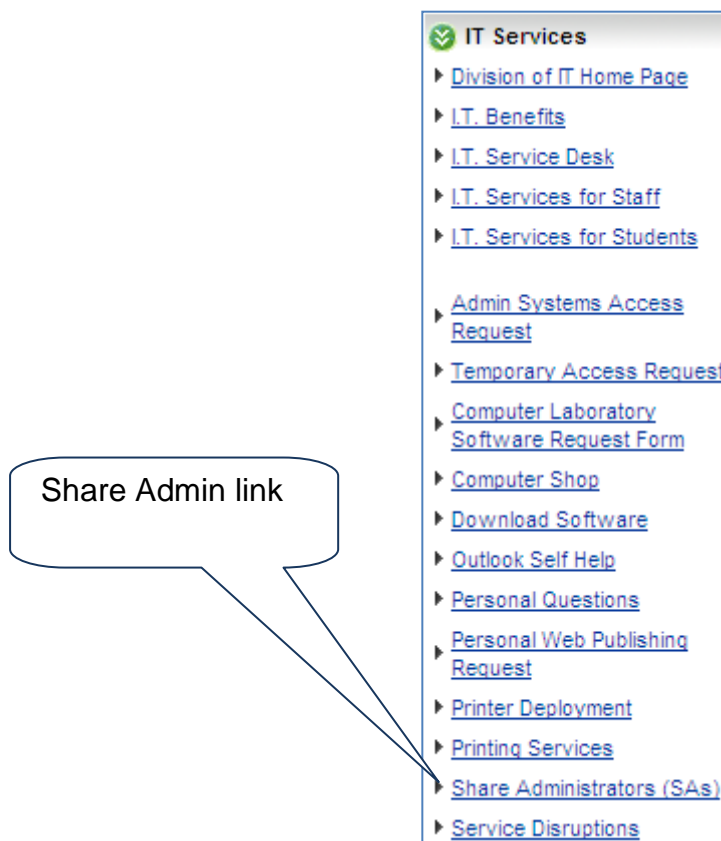 IT Services
Division of IT Home Page
I.T. Benefits
I.T. Service Desk
I.T. Services for Staff
I.T. Services for Students
Admin Systems Access
Request
Temporary Access Request
Computer Laboratory
Software Request Form
Share Admin link
Computer Shop
Download Software
Outlook Self Help
Personal Questions
Personal Web Publishing
Request
Printer Deployment
Printing Services
Share Administrators (SAs)
Service Disruptions